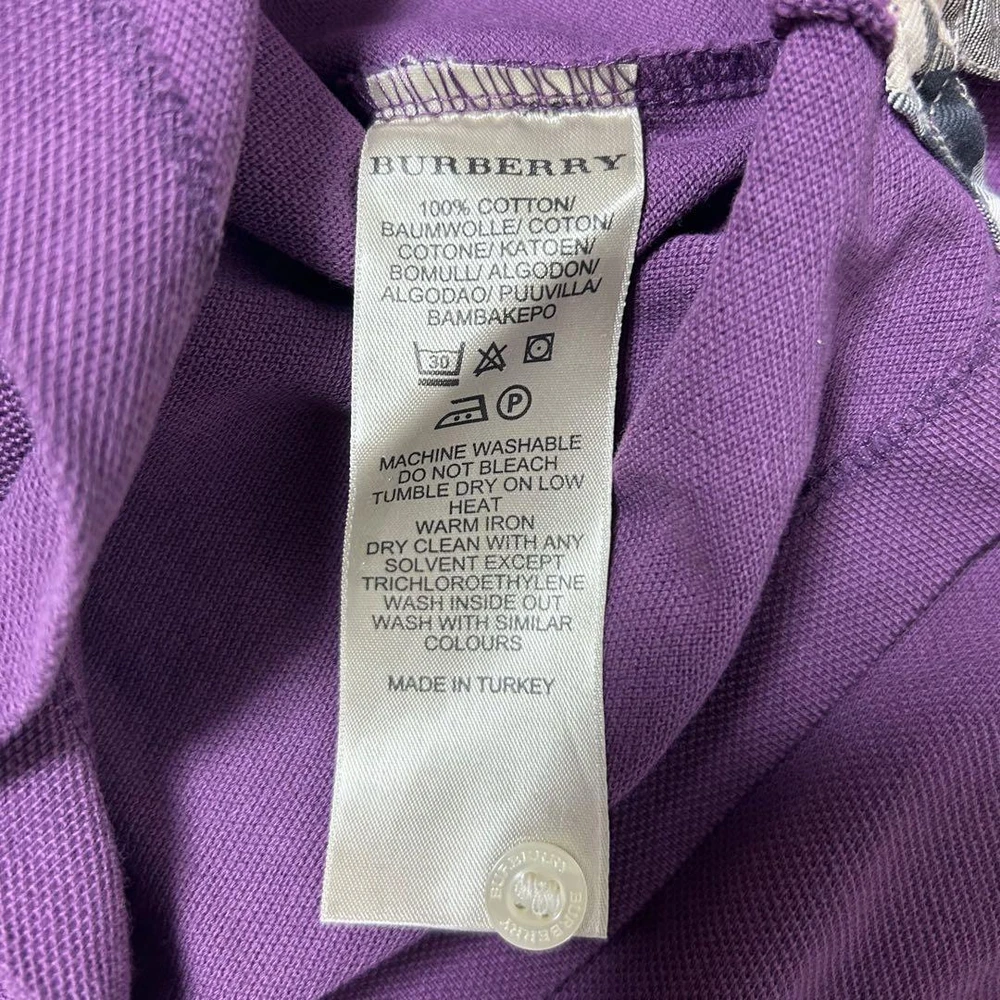 BURBERRY
100% COTTON/
BAUMWOLLE/ COTON/
COTONE/ KATOEN/
BOMULL/ ALGODON/
ALGODAO/ PUUVILLA/
BAMBAKEPO
30
P
MACHINE WASHABLE
DO NOT BLEACH
TUMBLE DRY ON LOW
HEAT
WARM IRON
DRY CLEAN WITH ANY
SOLVENT EXCEPT
TRICHLOROETHYLENE
WASH INSIDE OUT
WASH WITH SIMILAR
COLOURS
MADE IN TURKEY
BURBERRY
BURBERRY